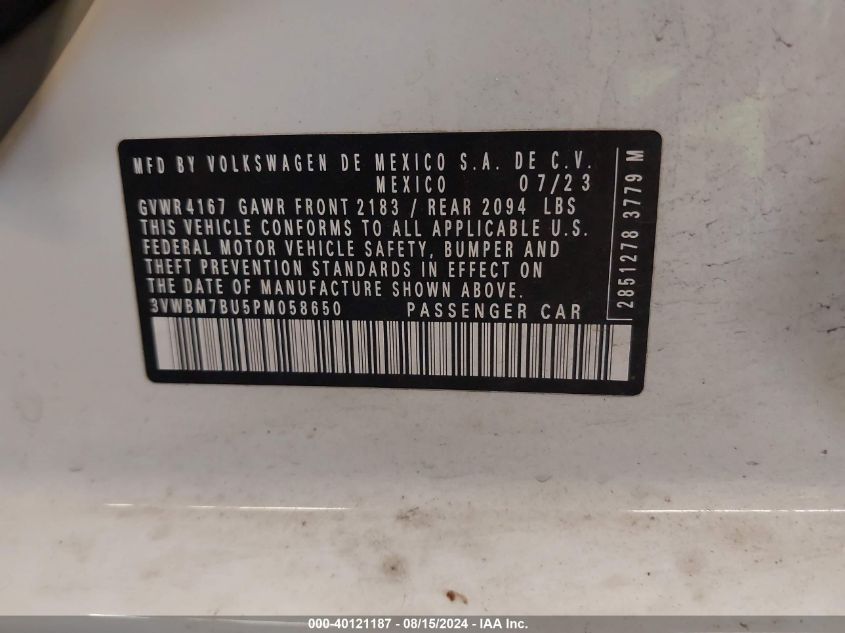 MFD BY VOLKSWAGEN DE MEXICO S.A. DE C.V.
MEXICO 07/23
GVWR 4167 GAWR FRONT 2183 / REAR 2094 LBS
THIS VEHICLE CONFORMS TO ALL APPLICABLE U.S.
FEDERAL MOTOR VEHICLE SAFETY, BUMPER AND
THEFT PREVENTION STANDARDS IN EFFECT ON
THE DATE OF MANUFACTURE SHOWN ABOVE.
3VWBM7BU5PM058650 PASSENGER CAR
2851278 3779 M
000-40121187 - 08/15/2024 - IAA Inc.